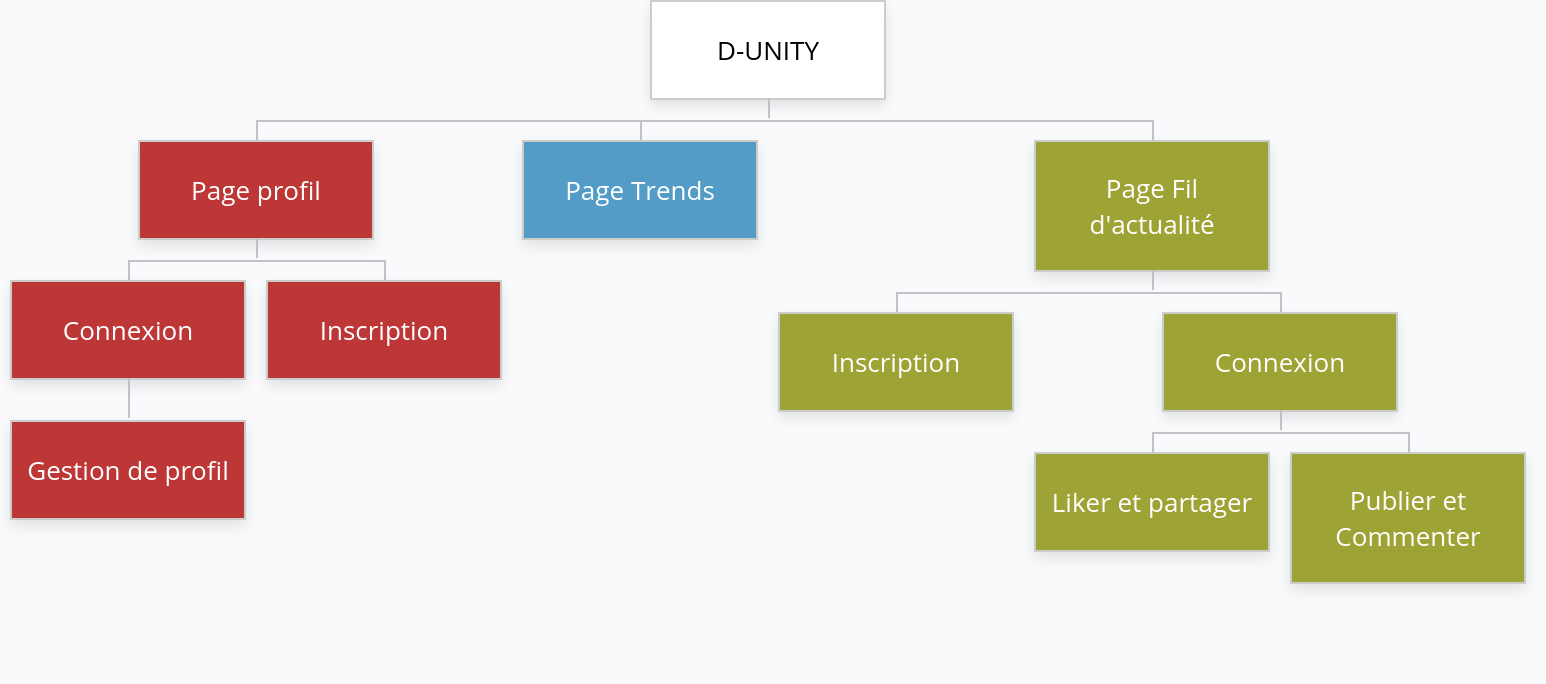 D-UNITY
Page profil
Page Trends
Page Fil
d'actualité
Connexion
Inscription
Inscription
Connexion
Gestion de profil
Liker et partager
Publier et
Commenter